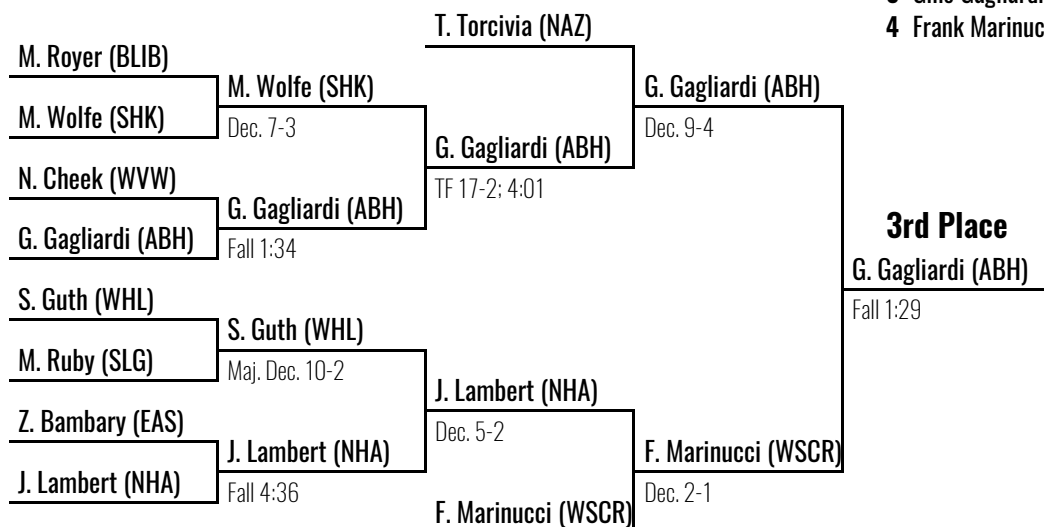 4 Frank Marinuc
T. Torcivia (NAZ)
M. Royer (BLIB)
M. Wolfe (SHK)
G. Gagliardi (ABH)
M. Wolfe (SHK)
Dec. 7-3
Dec. 9-4
G. Gagliardi (ABH)
N. Cheek (WVW)
TF 17-2; 4:01
G. Gagliardi (ABH)
G. Gagliardi (ABH)
Fall 1:34
3rd Place
G. Gagliardi (ABH)
S. Guth (WHL)
Fall 1:29
S. Guth (WHL)
M. Ruby (SLG)
Maj. Dec. 10-2
J. Lambert (NHA)
Z. Bambary (EAS)
Dec. 5-2
J. Lambert (NHA)
F. Marinucci (WSCR)
J. Lambert (NHA)
Fall 4:36
Dec. 2-1
F. Marinucci (WSCR)